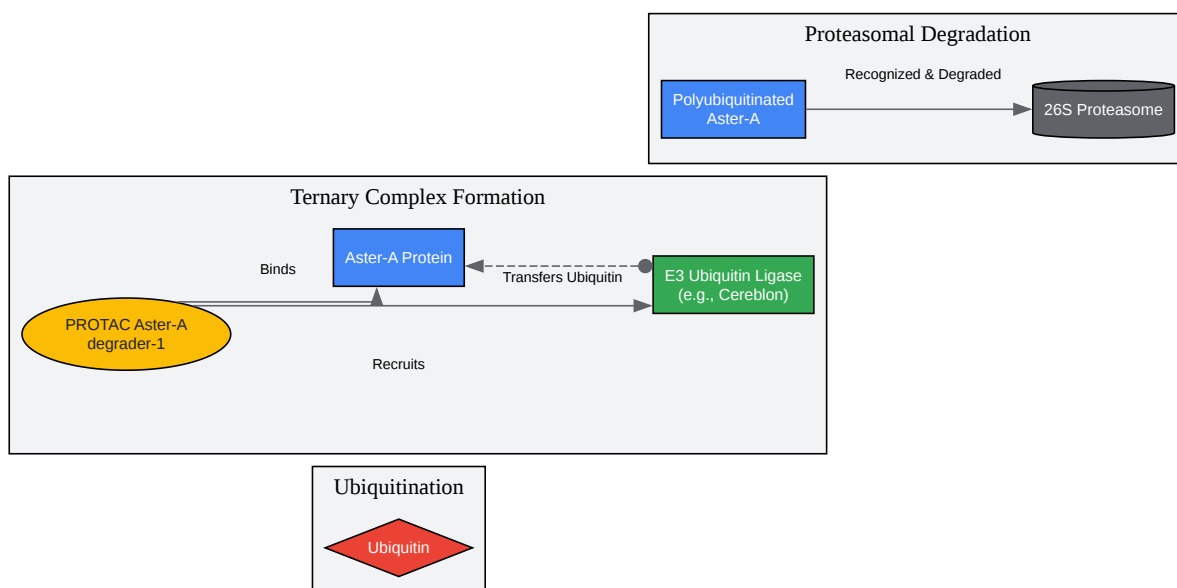 Proteasomal Degradation
Polyubiquitinated
Aster-A
Recognized & Degraded
26S Proteasome
Ternary Complex Formation
Aster-A Protein
Binds
Transfers Ubiquitin
E3 Ubiquitin Ligase
(e.g., Cereblon)
PROTAC Aster-A
degrader-1
Recruits
Ubiquitination
Ubiquitin